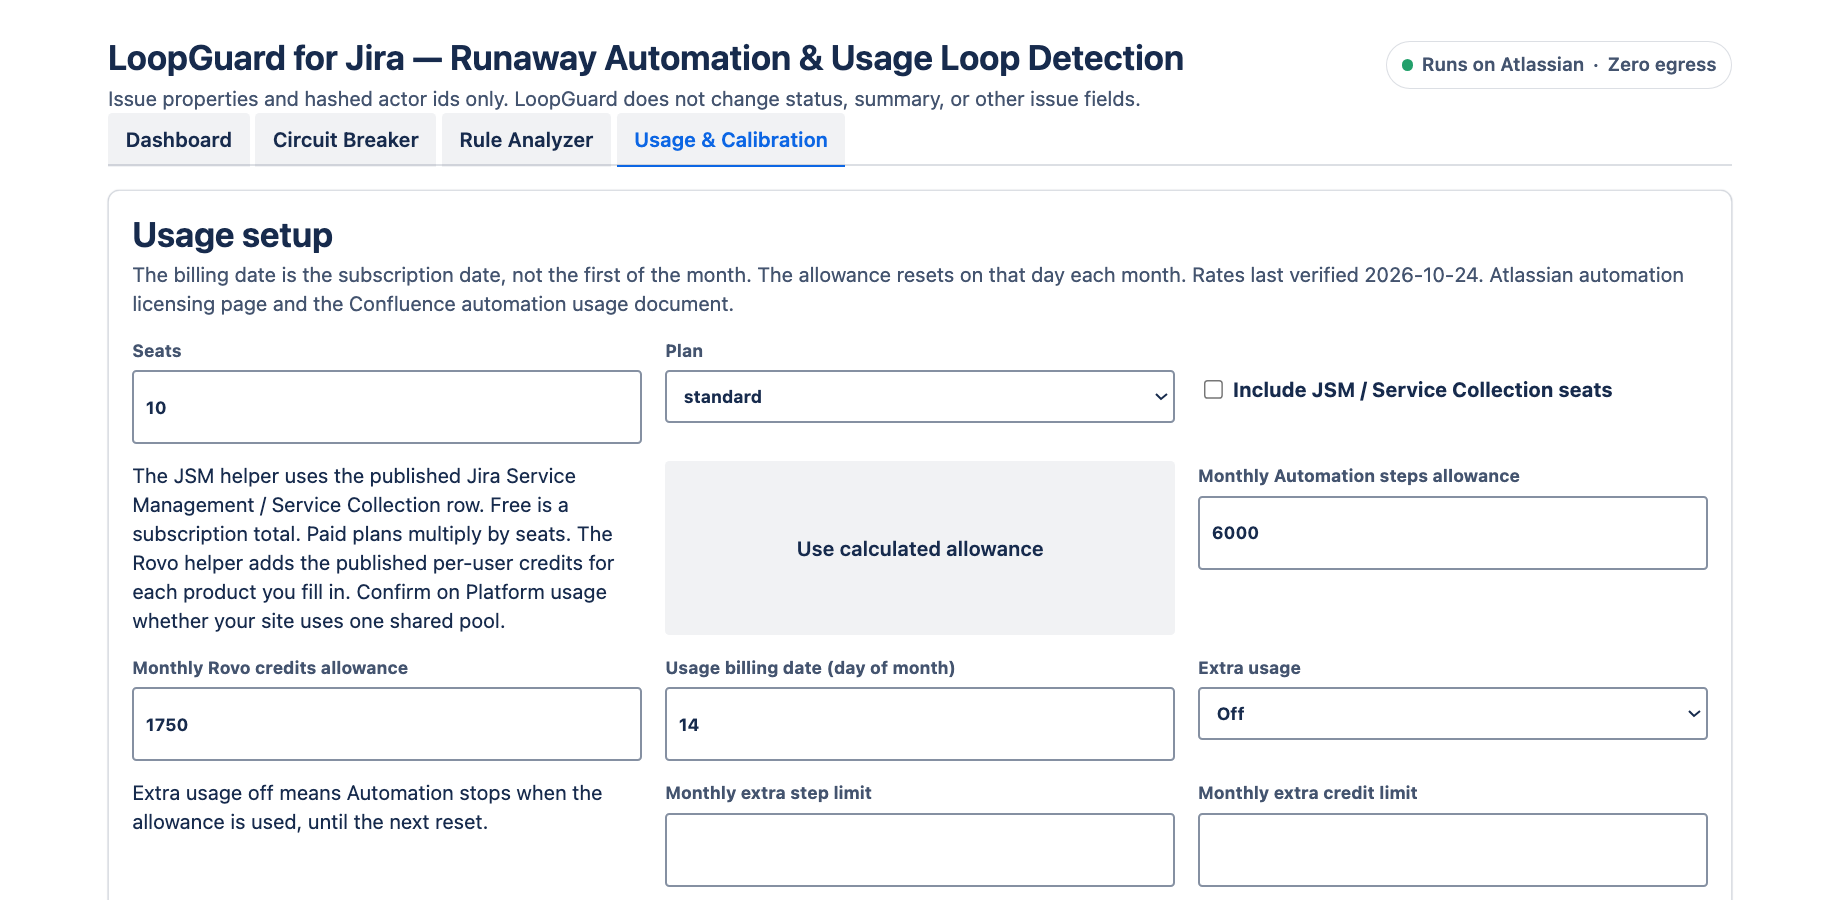 LoopGuard for Jira — Runaway Automation & Usage Loop Detection
Runs on Atlassian · Zero egress
Issue properties and hashed actor ids only. LoopGuard does not change status, summary, or other issue fields.
Dashboard
Circuit Breaker
Rule Analyzer
Usage & Calibration
Usage setup
The billing date is the subscription date, not the first of the month. The allowance resets on that day each month. Rates last verified 2026-10-24. Atlassian automation
licensing page and the Confluence automation usage document.
Seats
10
Plan
standard
Include JSM / Service Collection seats
The JSM helper uses the published Jira Service
Management / Service Collection row. Free is a
subscription total. Paid plans multiply by seats. The
Rovo helper adds the published per-user credits for
each product you fill in. Confirm on Platform usage
whether your site uses one shared pool.
Use calculated allowance
Monthly Automation steps allowance
6000
Monthly Rovo credits allowance
1750
Usage billing date (day of month)
14
Extra usage
Off
Extra usage off means Automation stops when the
allowance is used, until the next reset.
Monthly extra step limit
Monthly extra credit limit